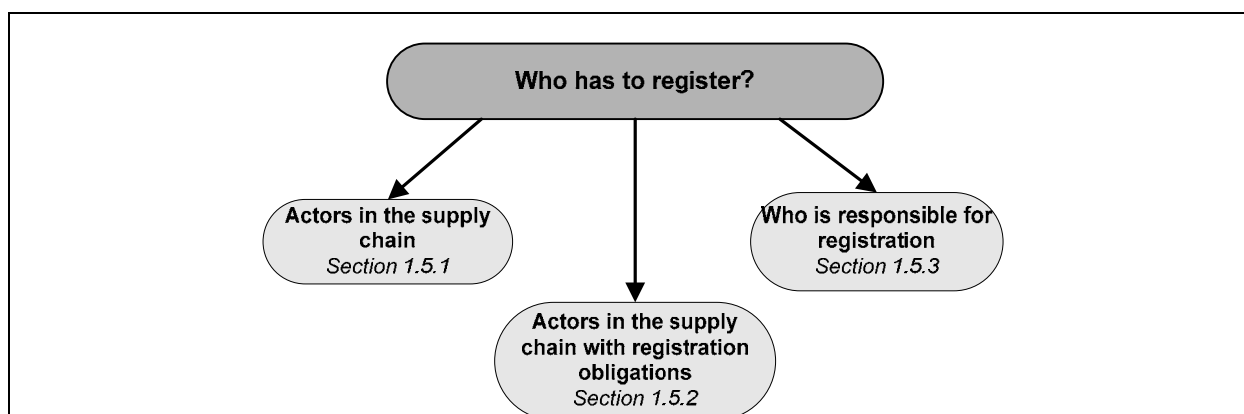 Who has to register?
Actors in the supply
chain
Section 1.5.1
Who is responsible for
registration
Section 1.5.3
Actors in the supply
chain with registration
obligations
Section 1.5.2